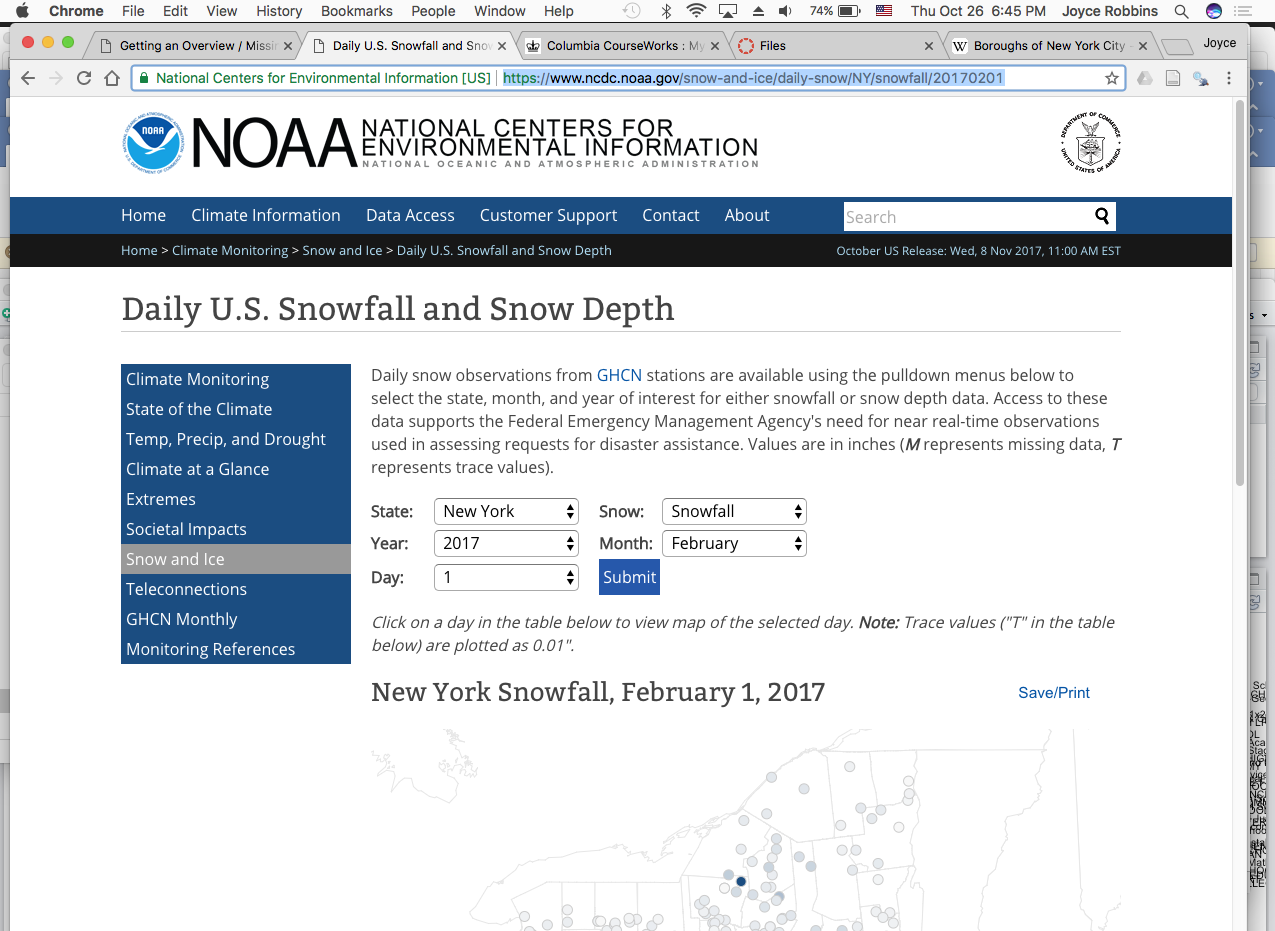 Chrome File Edit View History Bookmarks People Window Help 74% Thu Oct 26 6:45 PM Joyce Robbins
Getting an Overview / Missin Daily U.S. Snowfall and Snow Columbia CourseWorks : My Files W Boroughs of New York City - Joyce
National Centers for Environmental Information [US] https://www.ncdc.noaa.gov/snow-and-ice/daily-snow/NY/snowfall/20170201
NOAA NATIONAL CENTERS FOR
ENVIRONMENTAL INFORMATION
NATIONAL OCEANIC AND ATMOSPHERIC ADMINISTRATION
DEPARTMENT OF COMMERCE
UNITED STATES OF AMERICA
Home Climate Information Data Access Customer Support Contact About Search
Home > Climate Monitoring > Snow and Ice > Daily U.S. Snowfall and Snow Depth October US Release: Wed, 8 Nov 2017, 11:00 AM EST
Daily U.S. Snowfall and Snow Depth
Climate Monitoring
State of the Climate
Temp, Precip, and Drought
Climate at a Glance
Extremes
Societal Impacts
Snow and Ice
Teleconnections
GHCN Monthly
Monitoring References
Daily snow observations from GHCN stations are available using the pulldown menus below to
select the state, month, and year of interest for either snowfall or snow depth data. Access to these
data supports the Federal Emergency Management Agency's need for near real-time observations
used in assessing requests for disaster assistance. Values are in inches (M represents missing data, T
represents trace values).
State: New York Snow: Snowfall
Year: 2017 Month: February
Day: 1 Submit
Click on a day in the table below to view map of the selected day. Note: Trace values ("T" in the table
below) are plotted as 0.01".
New York Snowfall, February 1, 2017 Save/Print